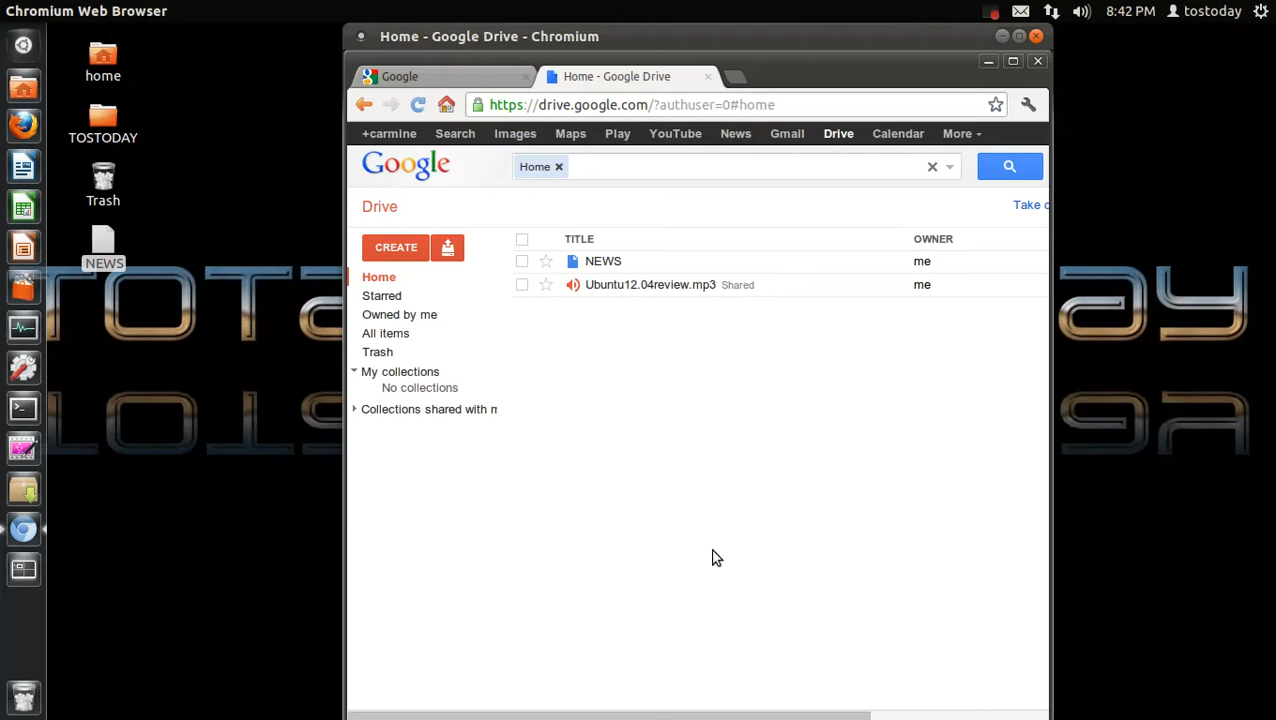 Chromium Web Browser
8:42 PM
tostoday
home
TOSTODAY
Trash
NEWS
Home - Google Drive - Chromium
Google
Home - Google Drive
https://drive.google.com/?authuser=0#home
+carmine Search Images Maps Play YouTube News Gmail Drive Calendar More
Google
Home
Drive
Take
CREATE
TITLE
OWNER
Home
NEWS
me
Starred
Ubuntu12.04review.mp3 Shared
me
Owned by me
All items
Trash
My collections
No collections
Collections shared with